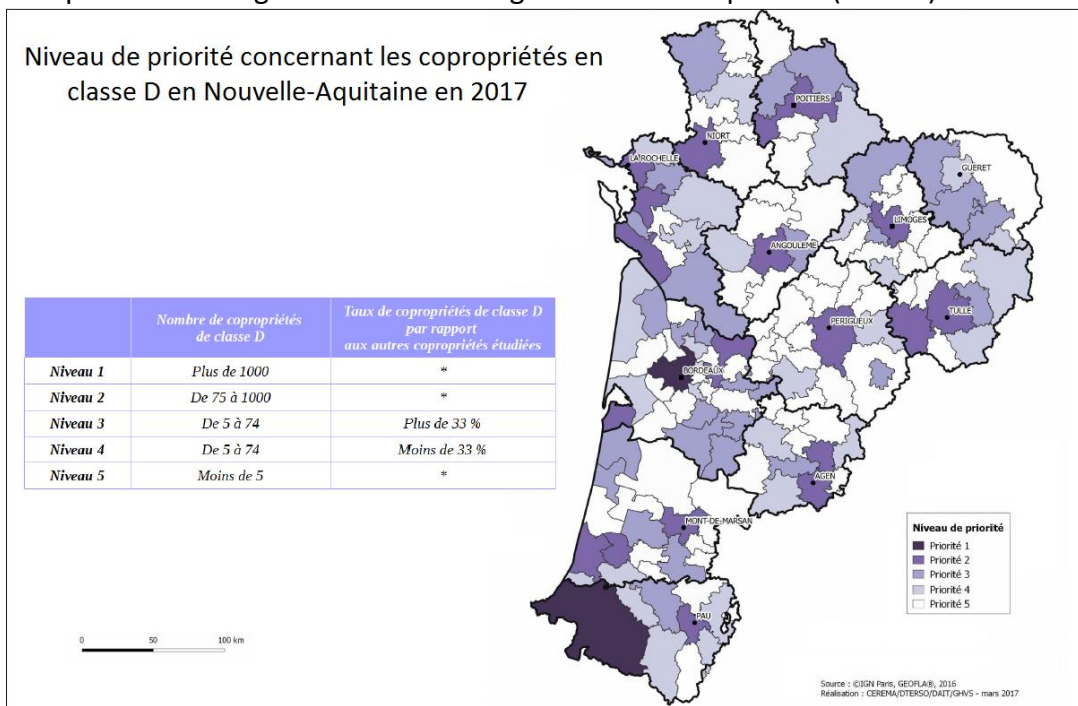 Niveau de priorité concernant les copropriétés en
classe D en Nouvelle-Aquitaine en 2017
Nombre de copropriétés
de classe D
Taux de copropriétés de classe D
par rapport
aux autres copropriétés étudiées
Niveau 1 Plus de 1000 *
Niveau 2 De 75 à 1000 *
Niveau 3 De 5 à 74 Plus de 33 %
Niveau 4 De 5 à 74 Moins de 33 %
Niveau 5 Moins de 5 *
POITIERS
NIORT
LA ROCHELLE
GUERET
LIMOGES
ANGOULEME
TULLE
PERIGUEUX
BORDEAUX
AGEN
MONT-DE-MARSAN
PAU
Niveau de priorité
Priorité 1
Priorité 2
Priorité 3
Priorité 4
Priorité 5
0 50 100 km
Source : ©IGN Paris, GEOFLA®, 2016
Réalisation : CEREMA/DTERSO/DAIT/GHVS - mars 2017